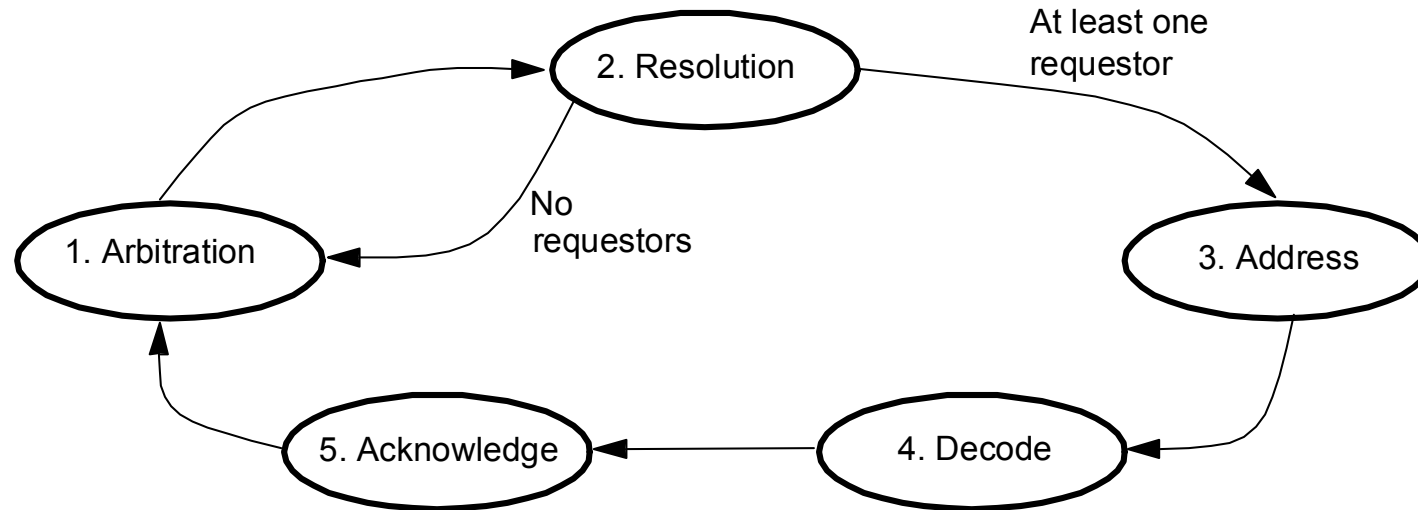 At least one
requestor
2. Resolution
No
requestors
1. Arbitration
3. Address
5. Acknowledge
4. Decode